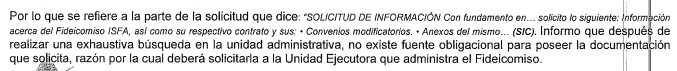 Por lo que se refiere a la parte de la solicitud que dice: "SOLICITUD DE INFORMACIÓN Con fundamento en… solicito lo siguiente: Información
acerca del Fideicomiso ISFA, así como su respectivo contrato y sus: • Convenios modificatorios. • Anexos del mismo… (SIC). Informo que después de
realizar una exhaustiva búsqueda en la unidad administrativa, no existe fuente obligacional para poseer la documentación
que solicita, razón por la cual deberá solicitarla a la Unidad Ejecutora que administra el Fideicomiso.